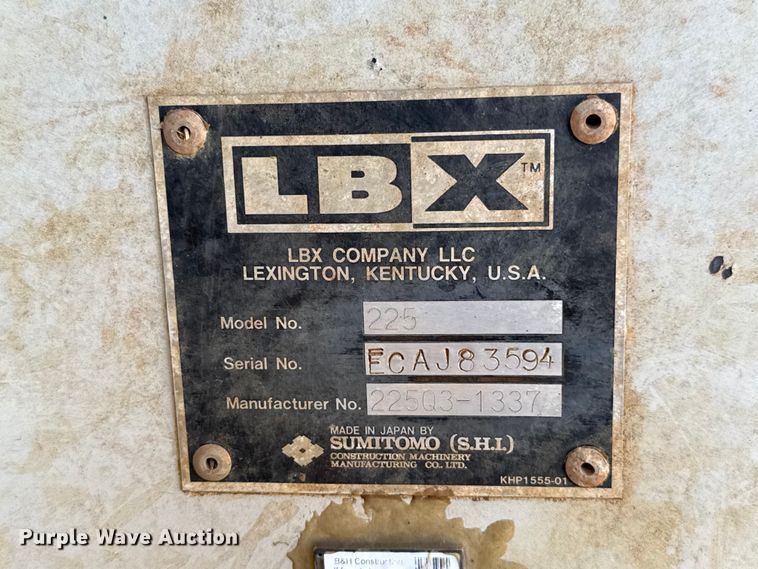 LBX™
LBX COMPANY LLC
LEXINGTON, KENTUCKY, U.S.A.
Model No. 225
Serial No. ECAJ83594
Manufacturer No. 225Q3-1337
MADE IN JAPAN BY
SUMITOMO (S.H.I.)
CONSTRUCTION MACHINERY
MANUFACTURING CO., LTD.
KHP1555-01
Purple Wave Auction
B&H Construction